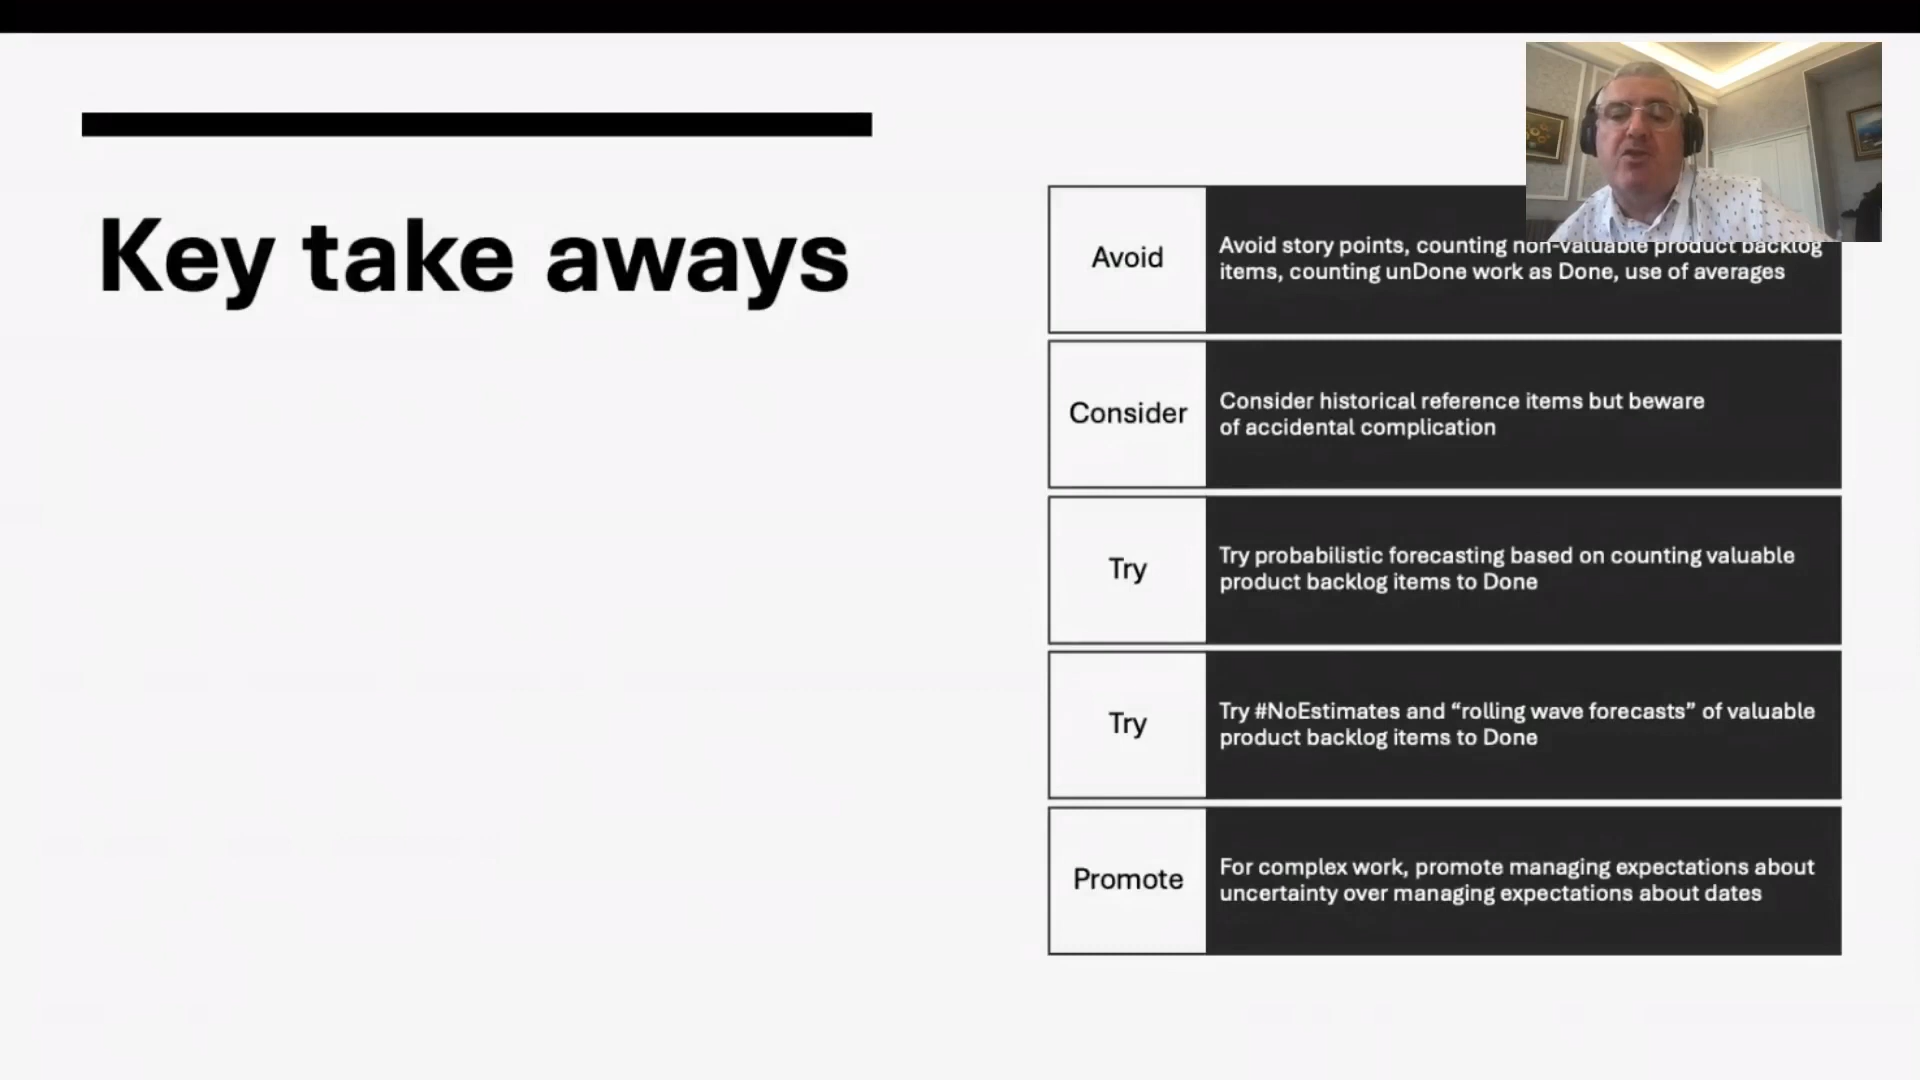 Key take aways
Avoid
Avoid story points, counting non-valuable product backlog
items, counting unDone work as Done, use of averages
Consider
Consider historical reference items but beware
of accidental complication
Try
Try probabilistic forecasting based on counting valuable
product backlog items to Done
Try
Try #NoEstimates and “rolling wave forecasts” of valuable
product backlog items to Done
Promote
For complex work, promote managing expectations about
uncertainty over managing expectations about dates